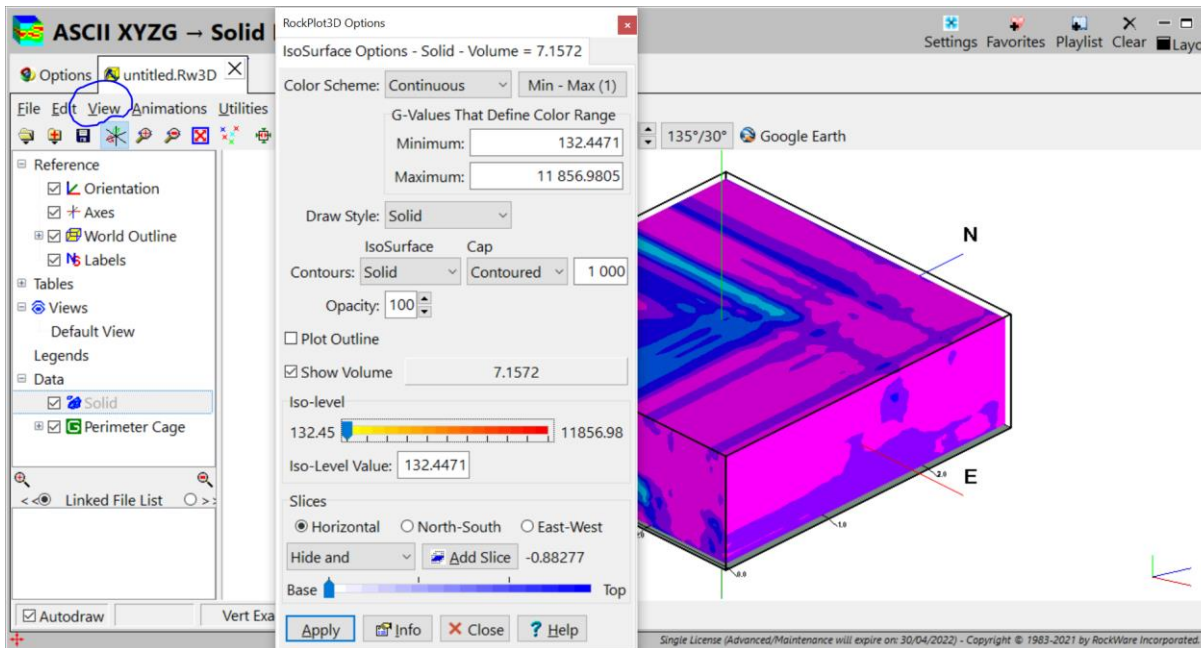 ASCII XYZG → Solid
Settings Favorites Playlist Clear
Options untitled.Rw3D
File Edit View Animations Utilities
135°/30° Google Earth
Reference
Orientation
Axes
World Outline
Labels
Tables
Views
Default View
Legends
Data
Solid
Perimeter Cage
<< Linked File List >>
Autodraw
RockPlot3D Options
IsoSurface Options - Solid - Volume = 7.1572
Color Scheme: Continuous Min - Max (1)
G-Values That Define Color Range
Minimum: 132.4471
Maximum: 11 856.9805
Draw Style: Solid
IsoSurface Cap
Contours: Solid Contoured 1 000
Opacity: 100
Plot Outline
Show Volume 7.1572
Iso-level
132.45 11856.98
Iso-Level Value: 132.4471
Slices
Horizontal North-South East-West
Hide and Add Slice -0.88277
Base Top
Apply Info Close Help
N
E
2.0
1.0
0.0
Vert Exa
Single License (Advanced/Maintenance will expire on: 30/04/2022) - Copyright © 1983-2021 by RockWare Incorporated.